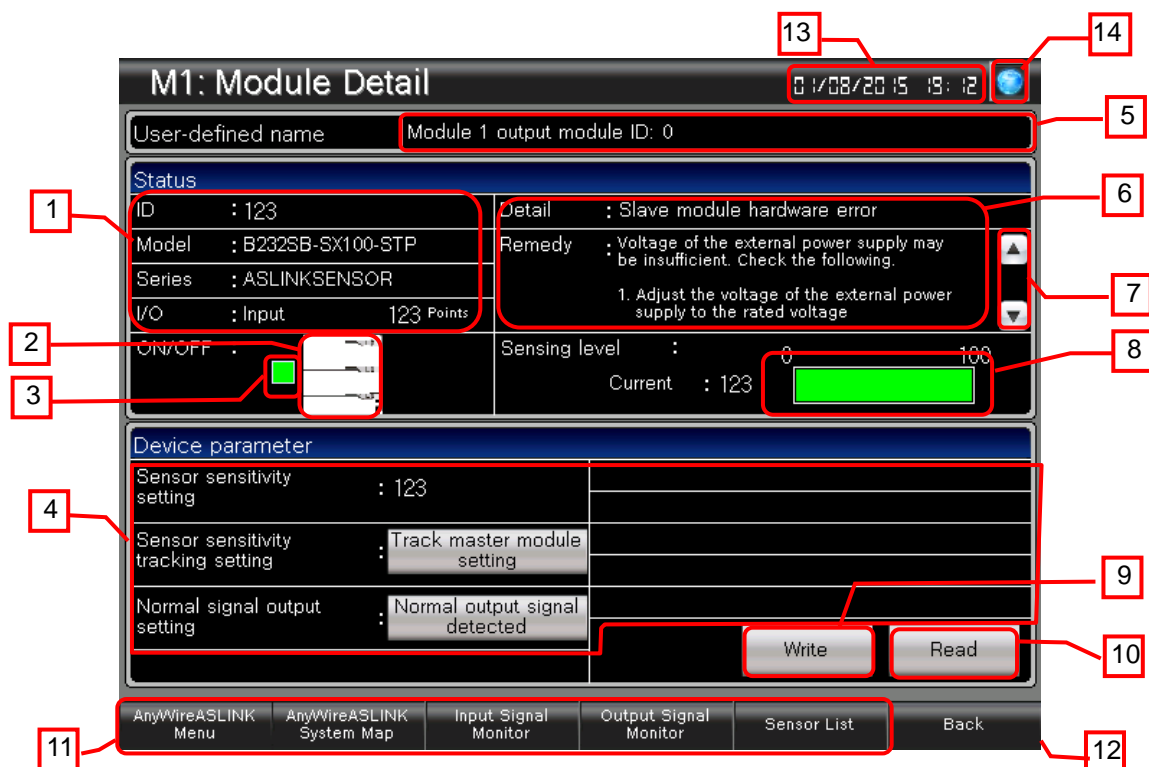 13
14
M1: Module Detail
01/08/2015 19:12
5
User-defined name
Module 1 output module ID: 0
Status
1
6
ID : 123
Detail : Slave module hardware error
Model : B232SB-SX100-STP
Remedy : Voltage of the external power supply may
be insufficient. Check the following.
Series : ASLINKSENSOR
1. Adjust the voltage of the external power
supply to the rated voltage
7
I/O : Input 123 Points
2
ON/OFF :
Sensing level :
0 100
8
Current : 123
3
Device parameter
4
Sensor sensitivity
setting
: 123
Sensor sensitivity
tracking setting
: Track master module
setting
9
Normal signal output
setting
: Normal output signal
detected
Write
Read
10
AnyWireASLINK
Menu
AnyWireASLINK
System Map
Input Signal
Monitor
Output Signal
Monitor
Sensor List
Back
11
12